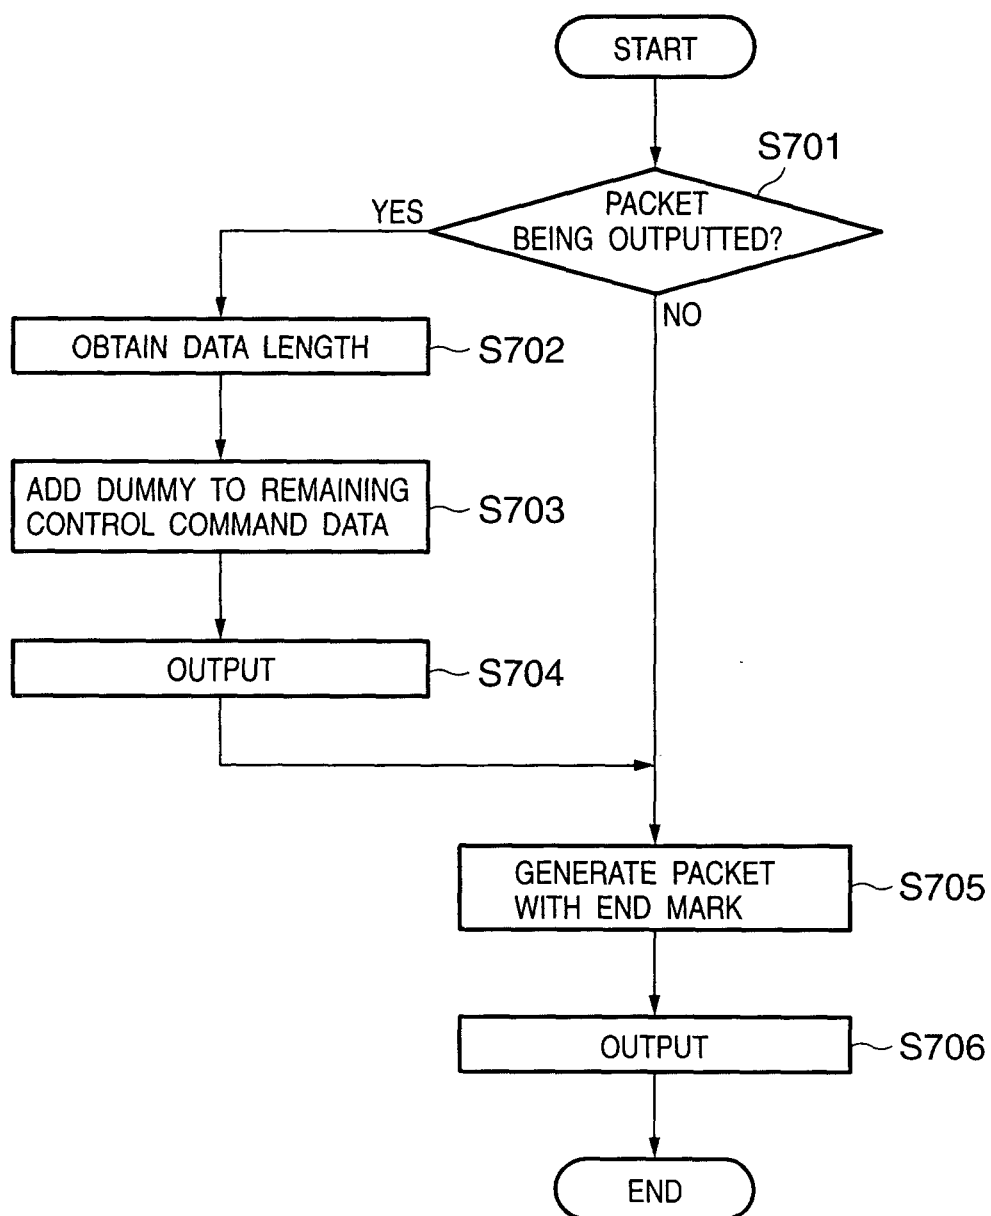 START
S701
PACKET
BEING OUTPUTTED?
YES
NO
OBTAIN DATA LENGTH
S702
ADD DUMMY TO REMAINING
CONTROL COMMAND DATA
S703
OUTPUT
S704
GENERATE PACKET
WITH END MARK
S705
OUTPUT
S706
END